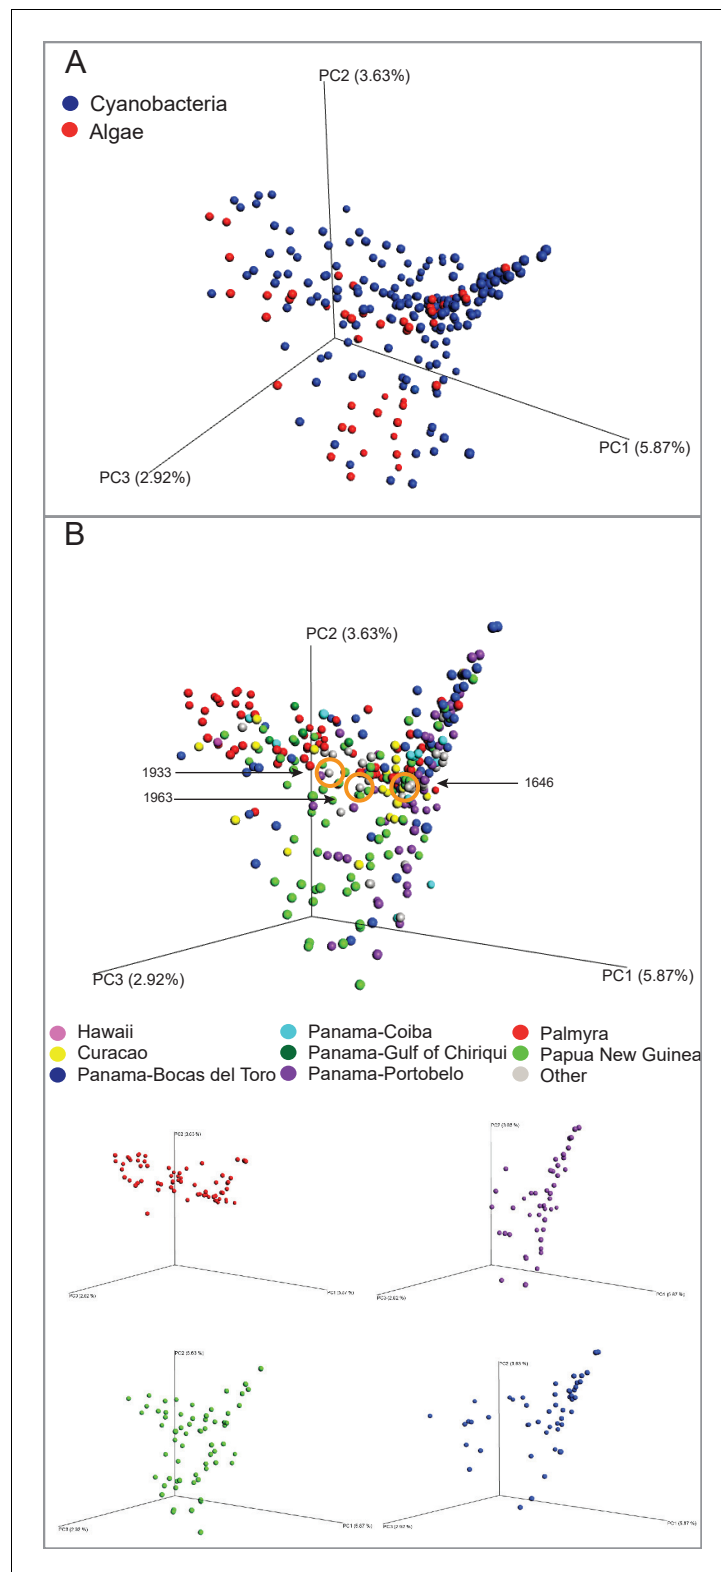 A
PC2 (3.63%)
Cyanobacteria
Algae
PC1 (5.87%)
PC3 (2.92%)
B
PC2 (3.63%)
1933
1646
1963
PC3 (2.92%)
PC1 (5.87%)
Hawaii
Panama-Coiba
Palmyra
Curacao
Panama-Gulf of Chiriqui
Papua New Guinea
Panama-Bocas del Toro
Panama-Portobelo
Other